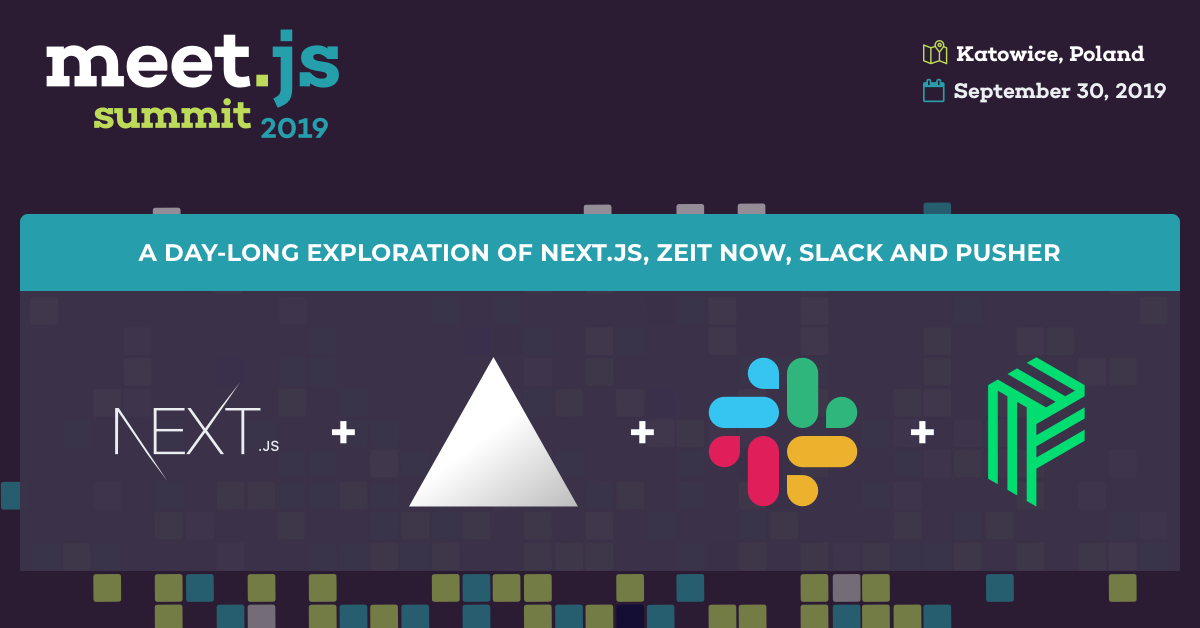 meet.js
summit 2019
Katowice, Poland
September 30, 2019
A DAY-LONG EXPLORATION OF NEXT.JS, ZEIT NOW, SLACK AND PUSHER
NEXT.JS + + +